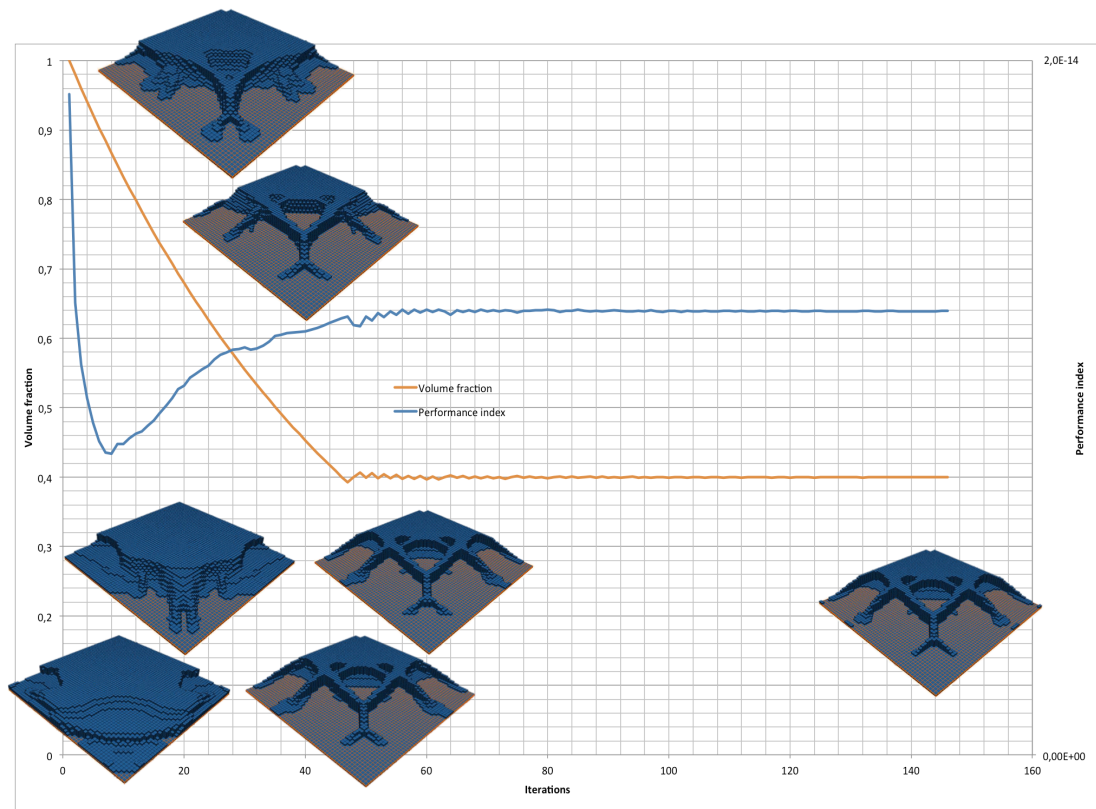 1
0,9
0,8
0,7
0,6
0,5
0,4
0,3
0,2
0,1
0
Volume fraction
2,0E-14
0,00E+00
Performance index
Volume fraction
Performance index
0
20
40
60
80
100
120
140
160
Iterations